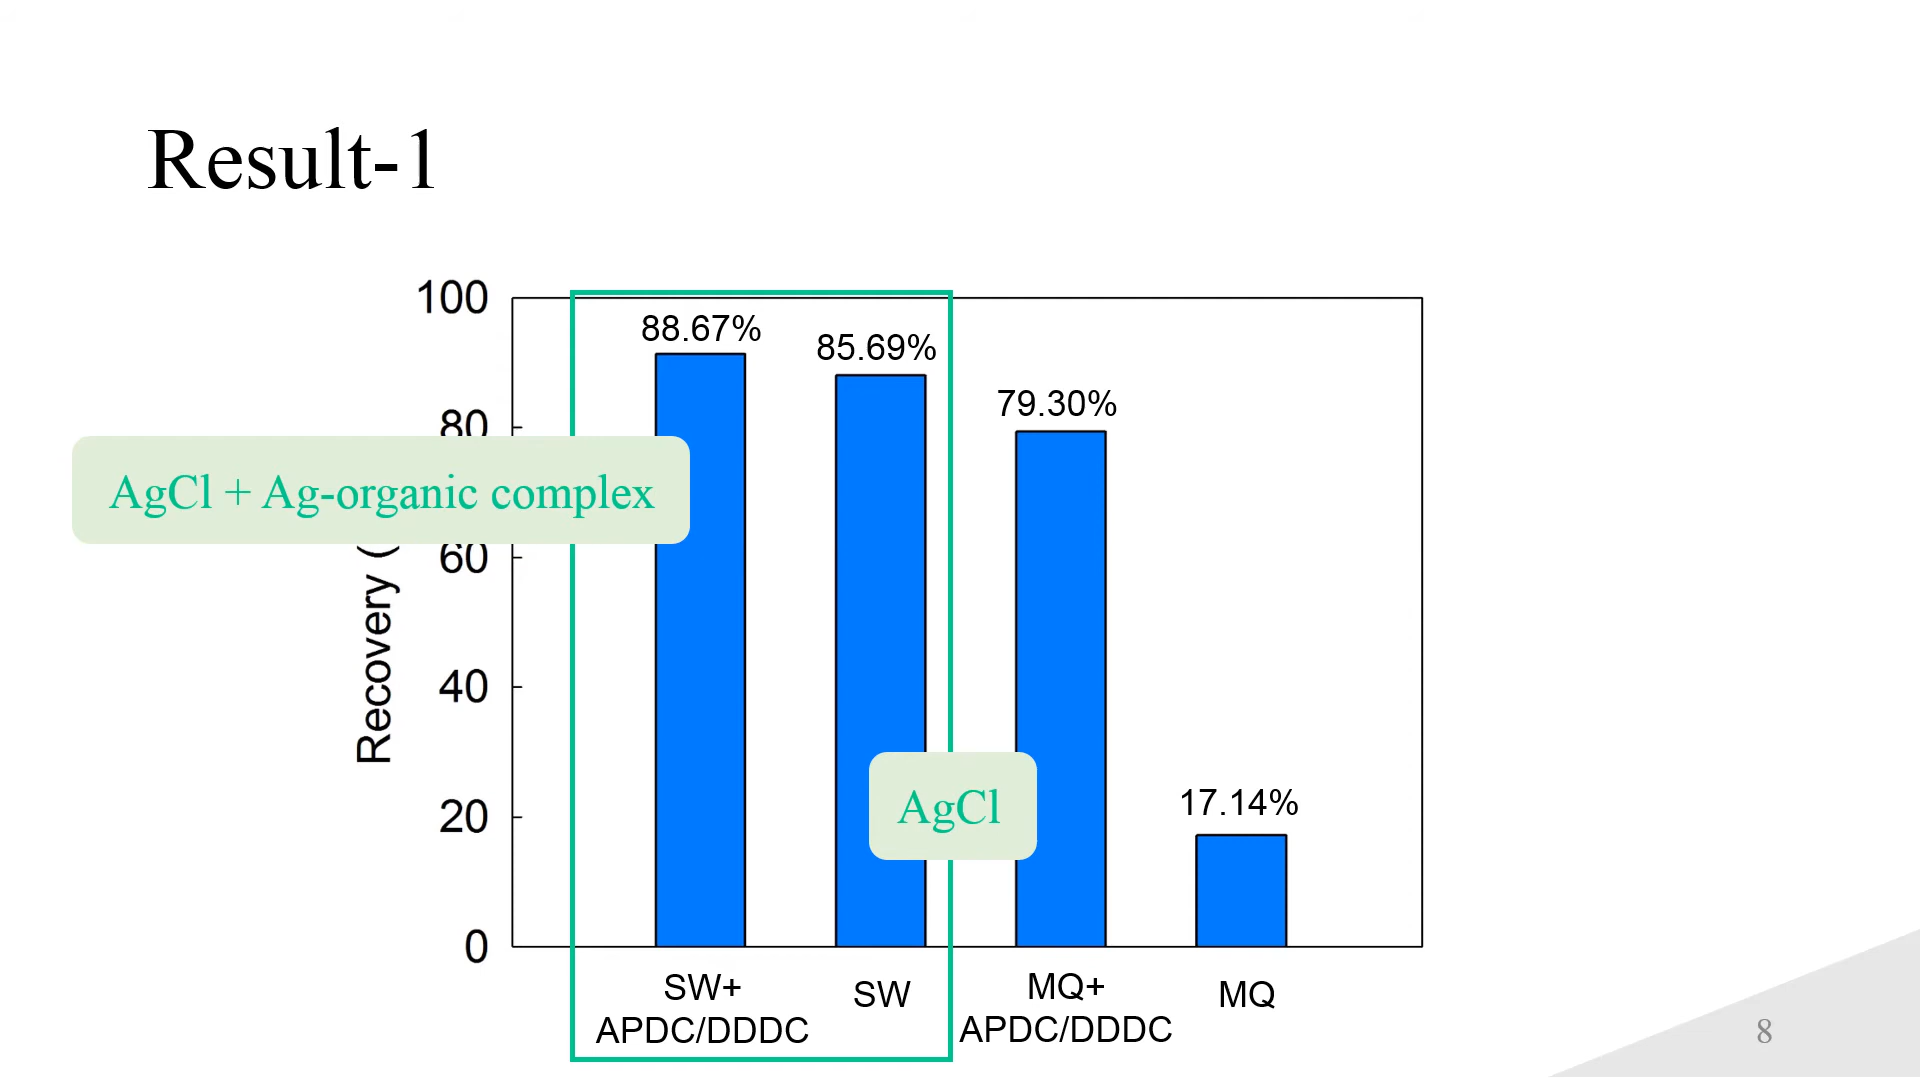 Result-1
100
80
60
40
20
0
Recovery (
88.67%
85.69%
79.30%
17.14%
AgCl + Ag-organic complex
AgCl
SW+
APDC/DDDC
SW
MQ+
APDC/DDDC
MQ
8